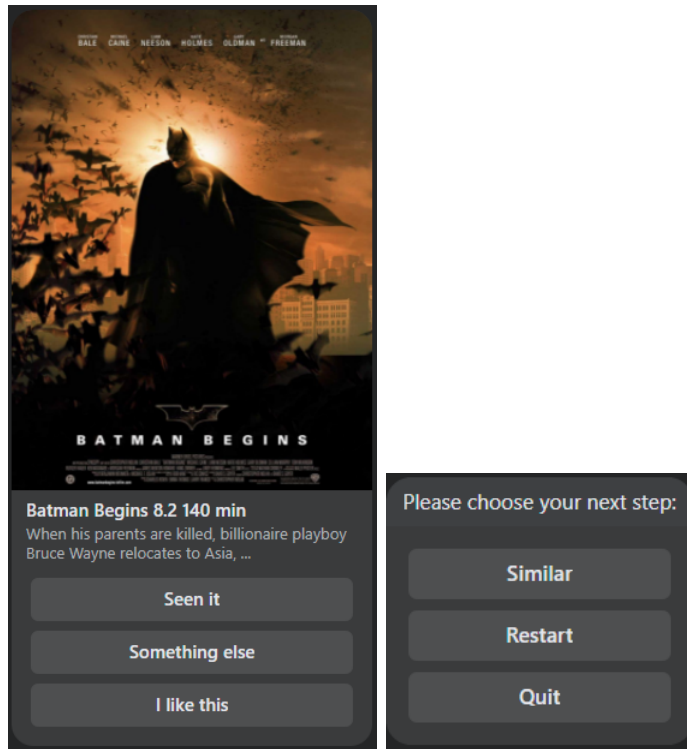 BALE CAINE NEESON HOLMES OLDMAN FREEMAN
BATMAN BEGINS
Batman Begins 8.2 140 min
When his parents are killed, billionaire playboy
Bruce Wayne relocates to Asia, ...
Seen it
Something else
I like this
Please choose your next step:
Similar
Restart
Quit